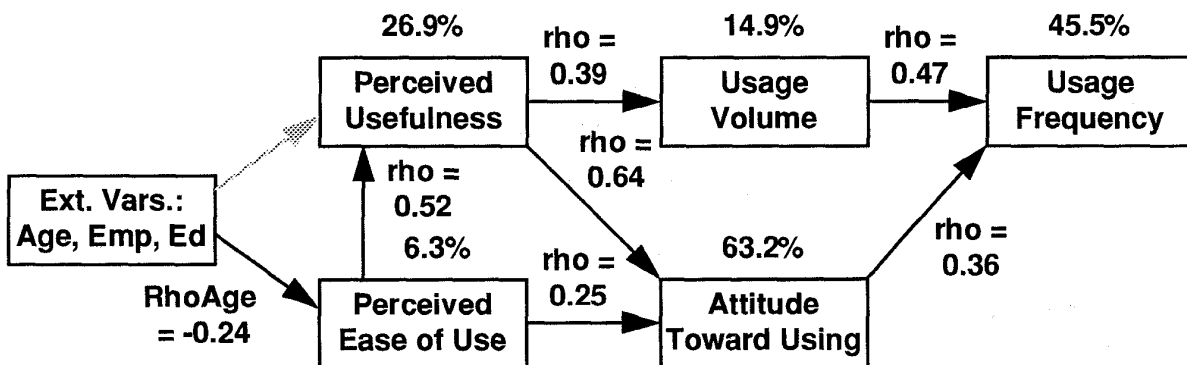 26.9%
14.9%
45.5%
rho =
0.39
rho =
0.47
Perceived
Usefulness
Usage
Volume
Usage
Frequency
rho =
0.64
rho =
0.52
Ext. Vars.:
Age, Emp, Ed
6.3%
63.2%
rho =
0.36
rho =
0.25
RhoAge
= -0.24
Perceived
Ease of Use
Attitude
Toward Using